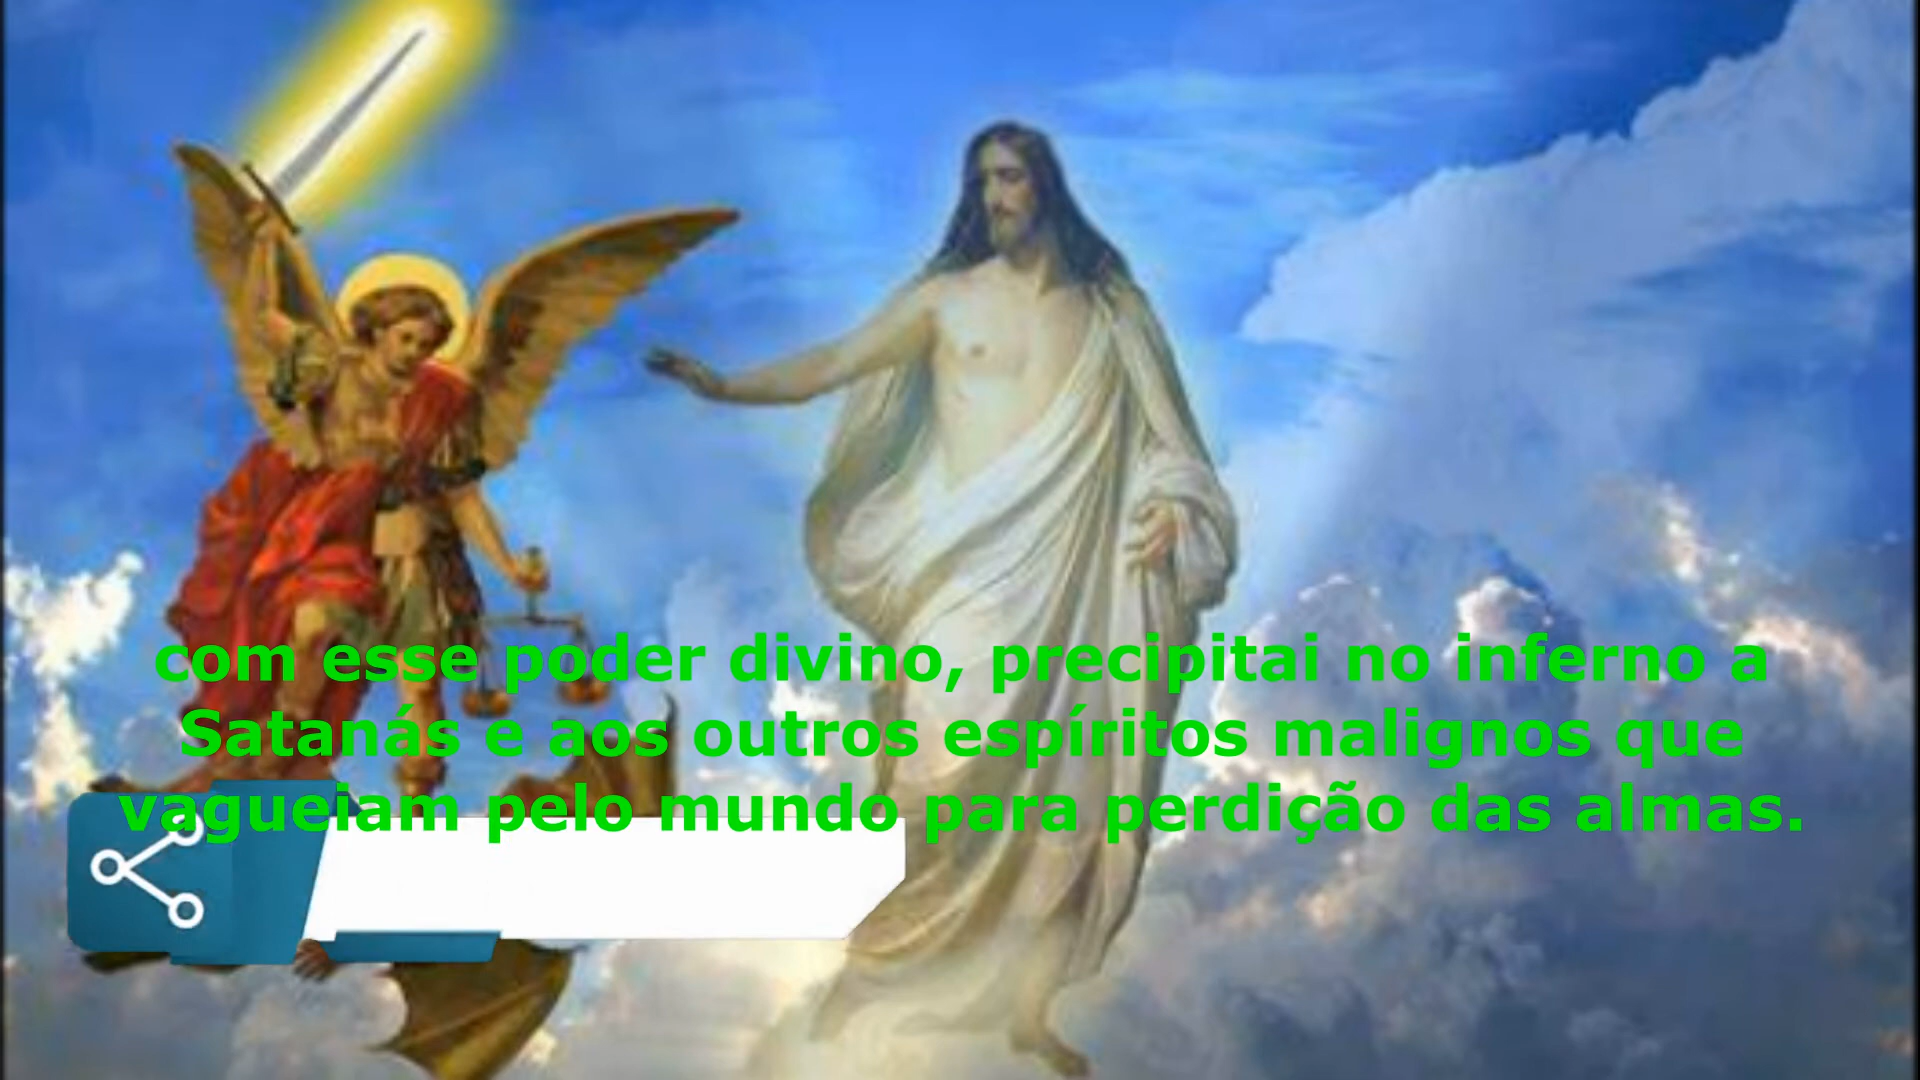 com esse poder divino, precipitai no inferno a
Satanás e aos outros espíritos malignos que
vagueiam pelo mundo para perdição das almas.